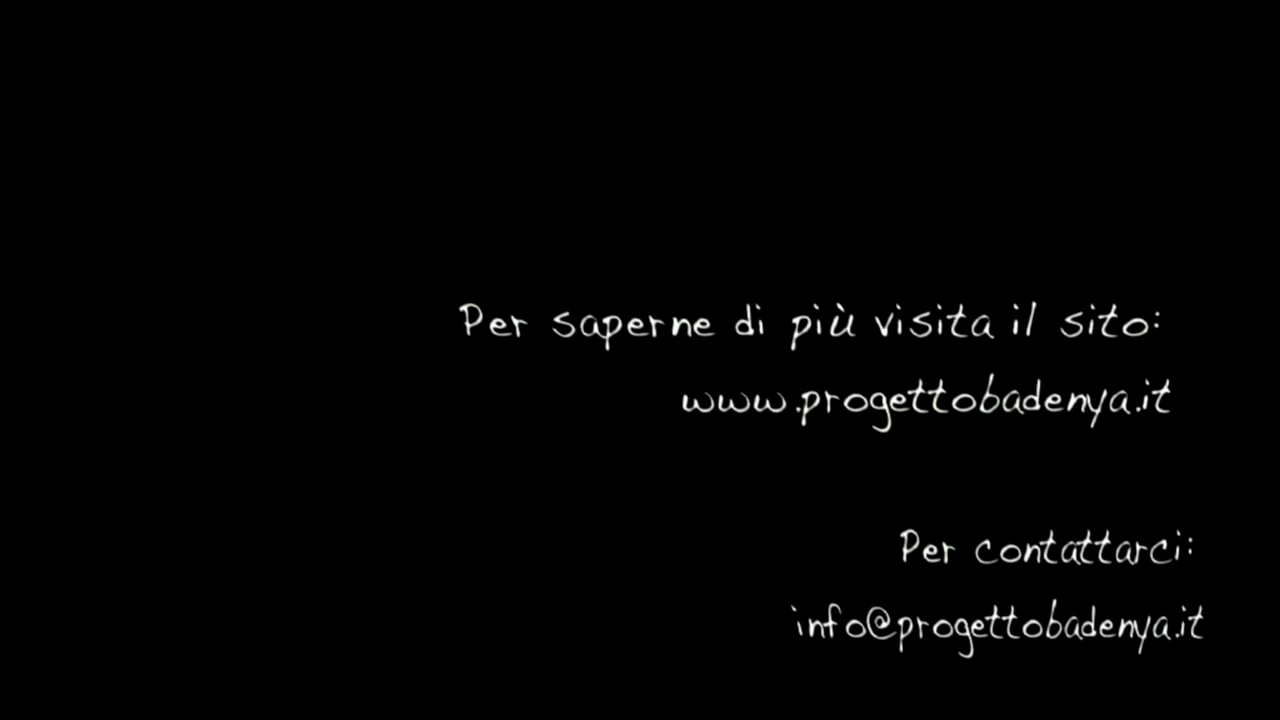 Per saperne di più visita il sito:
www.progettobadenya.it
Per contattarci:
info@progettobadenya.it